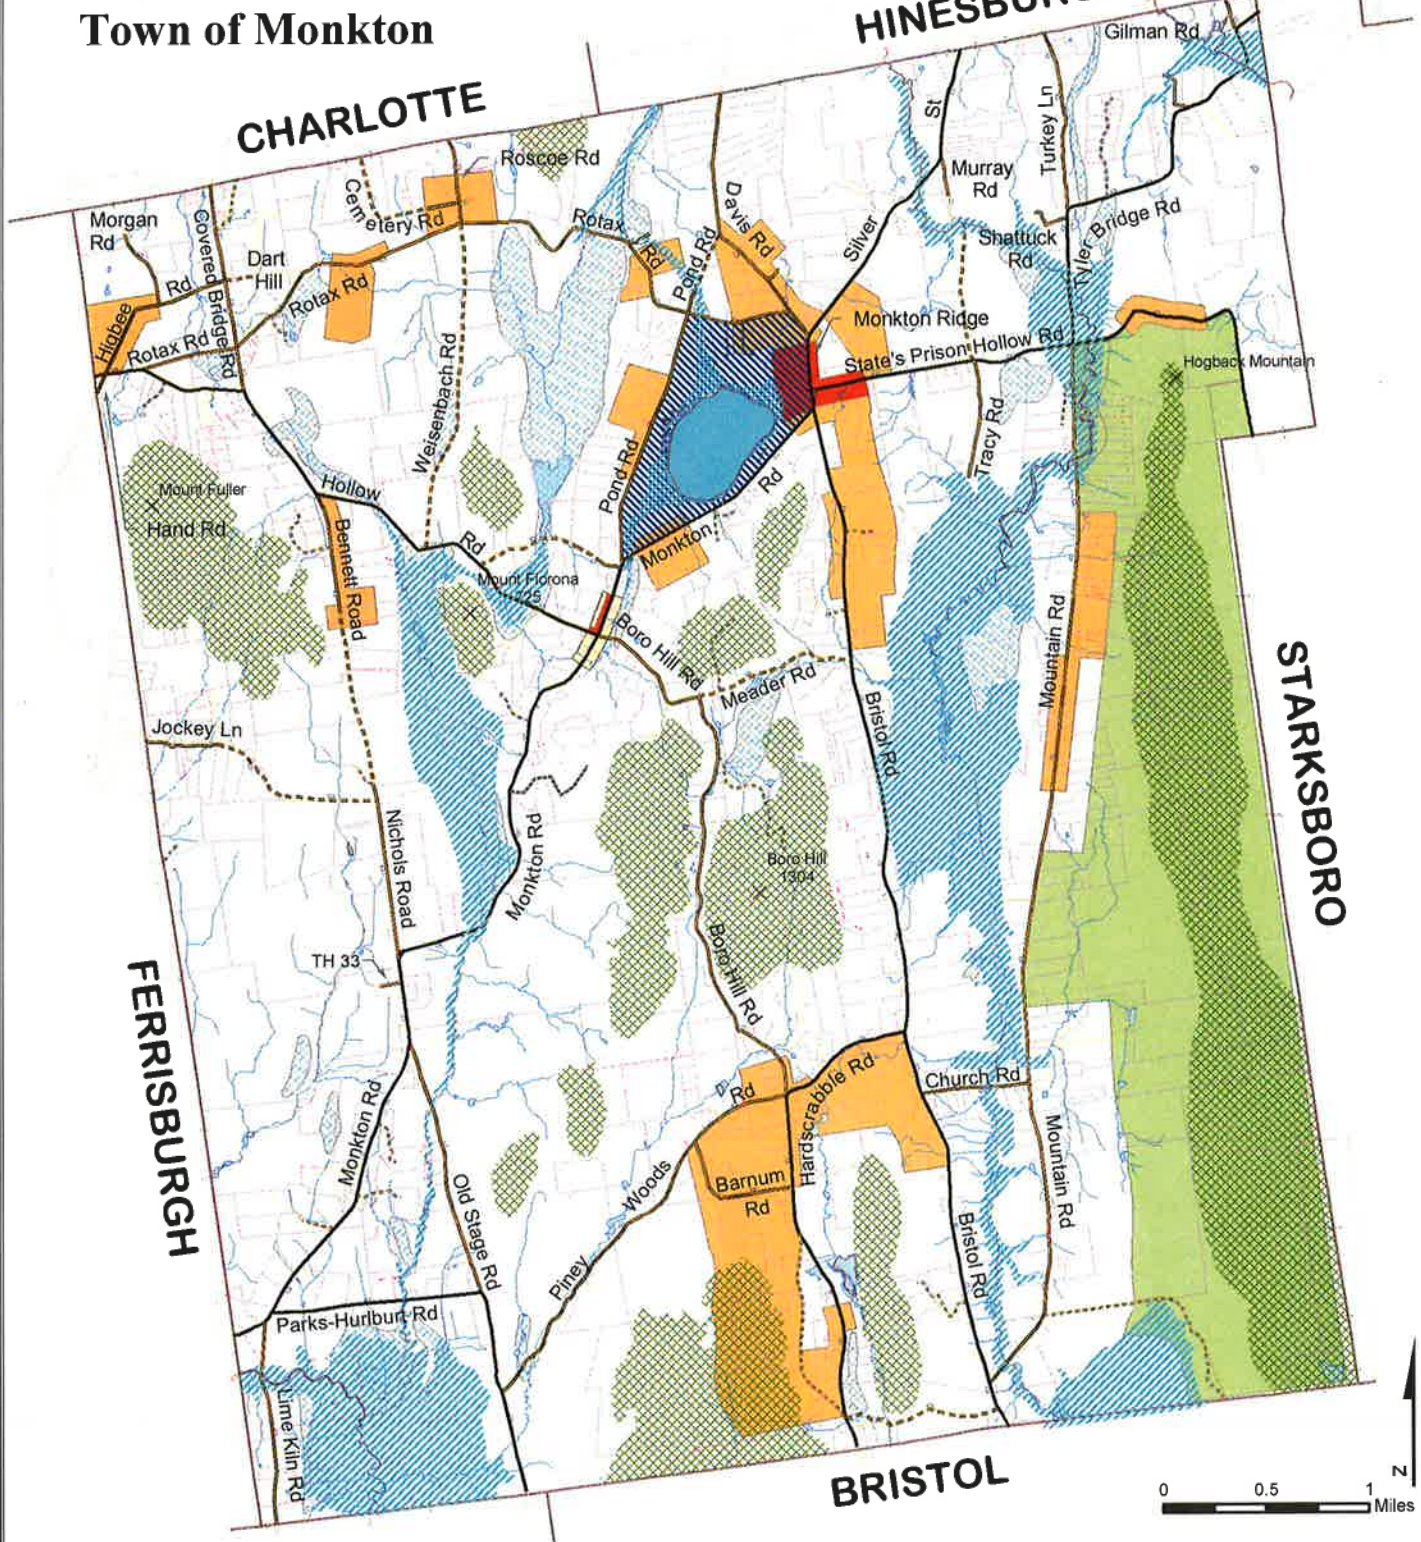 Town of Monkton
HINESBURG
CHARLOTTE
Gilman Rd
Roscoe Rd
St
Turkey Ln
Murray
Rd
Cemetery Rd
Morgan
Rd
Covered Bridge Rd
Davis Rd
Rotax
Rd
Pond Rd
Silver
Shattuck
Rd
Tyler Bridge Rd
Dart
Hill
Rd
Higbee
Rotax Rd
Rotax Rd
Monkton Ridge
State's Prison Hollow Rd
Hogback Mountain
Weisenbach Rd
Tracy Rd
Pond Rd
Rd
Monkton
Mount Fuller
Hand Rd
Hollow
Rd
Bennett Road
Mount Florona
725
Boro Hill Rd
Meader Rd
Mountain Rd
STARKSBORO
Bristol Rd
Jockey Ln
Nichols Road
Monkton Rd
Boro Hill
1304
Boro Hill Rd
TH 33
FERRISBURGH
Monkton Rd
Rd
Hardscrabble Rd
Church Rd
Mountain Rd
Old Stage Rd
Woods
Piney
Barnum
Rd
Bristol Rd
Parks-Hurlburt Rd
Lime Kiln Rd
BRISTOL
N
0 0.5 1
Miles